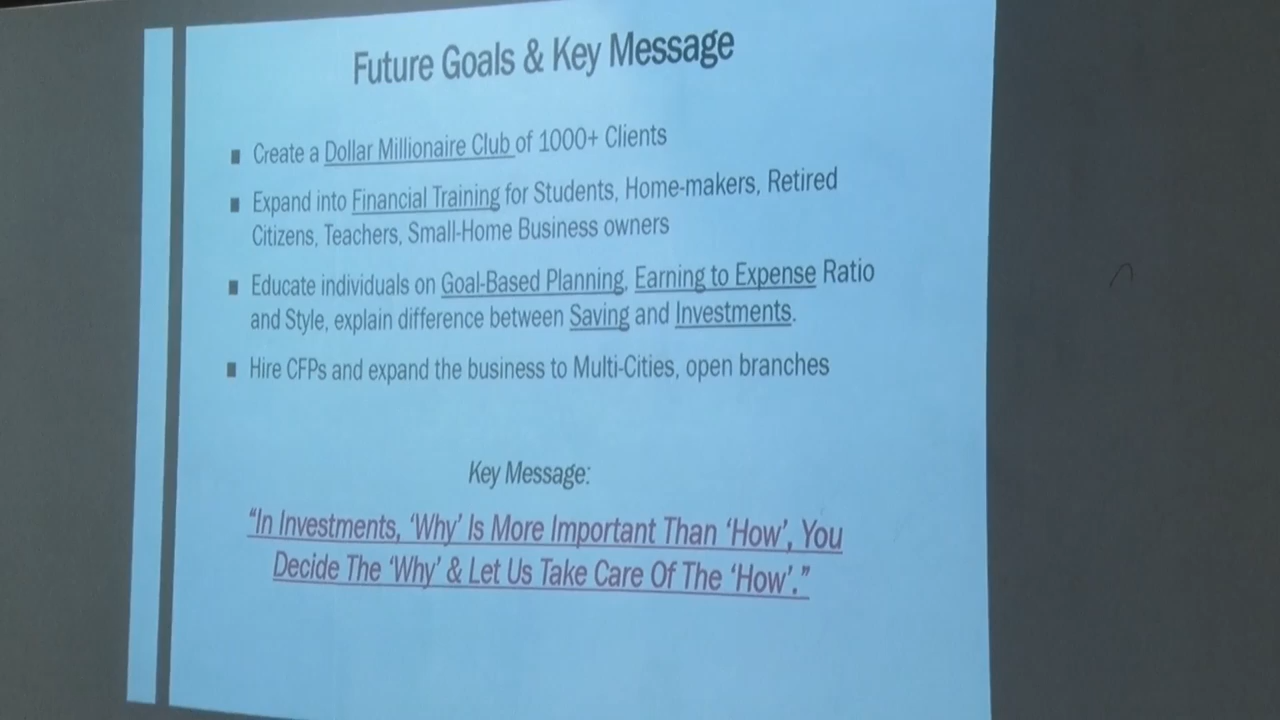 Future Goals & Key Message
■ Create a Dollar Millionaire Club of 1000+ Clients
■ Expand into Financial Training for Students, Home-makers, Retired
Citizens, Teachers, Small-Home Business owners
■ Educate individuals on Goal-Based Planning, Earning to Expense Ratio
and Style, explain difference between Saving and Investments.
■ Hire CFPs and expand the business to Multi-Cities, open branches
Key Message:
“In Investments, ‘Why’ Is More Important Than ‘How’, You
Decide The ‘Why’ & Let Us Take Care Of The ‘How’.”